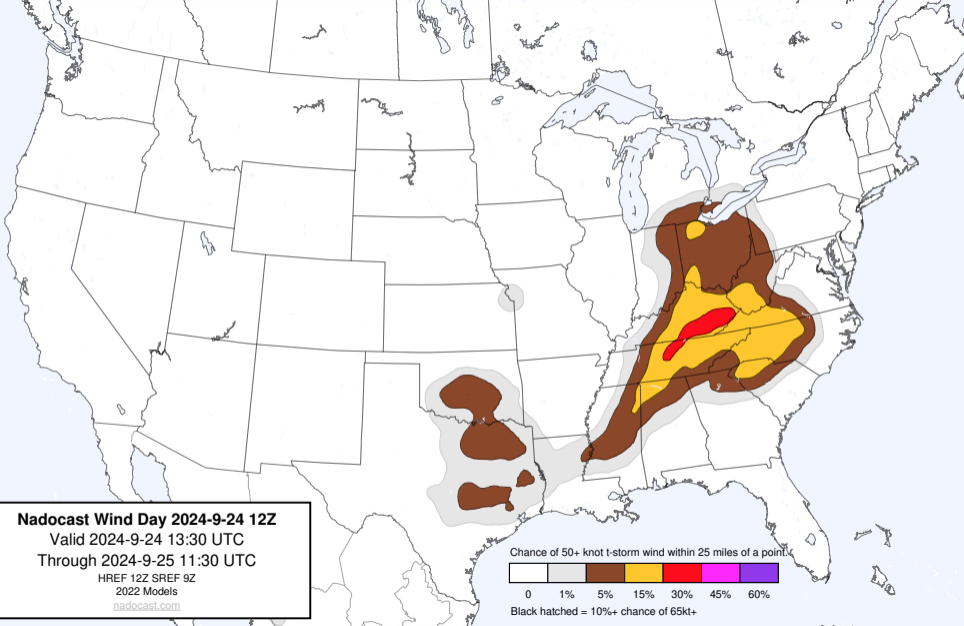 Nadocast Wind Day 2024-9-24 12Z
Valid 2024-9-24 13:30 UTC
Through 2024-9-25 11:30 UTC
HREF 12Z SREF 9Z
2022 Models
nadocast.com
Chance of 50+ knot t-storm wind within 25 miles of a point.
0 1% 5% 15% 30% 45% 60%
Black hatched = 10%+ chance of 65kt+